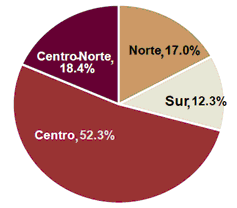 Centro-Norte,
18.4%
Norte,17.0%
Sur,12.3%
Centro,52.3%